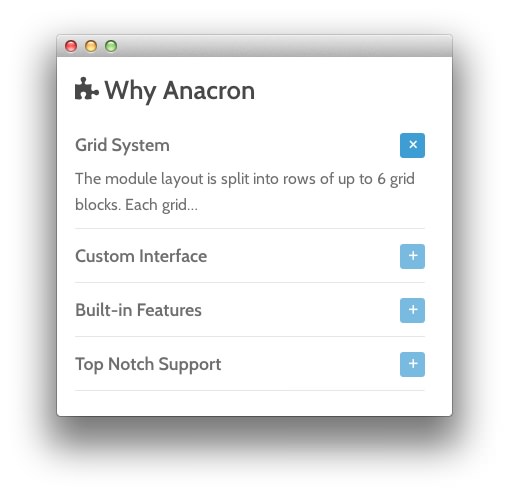 Why Anacron
Grid System
The module layout is split into rows of up to 6 grid
blocks. Each grid...
Custom Interface
Built-in Features
Top Notch Support